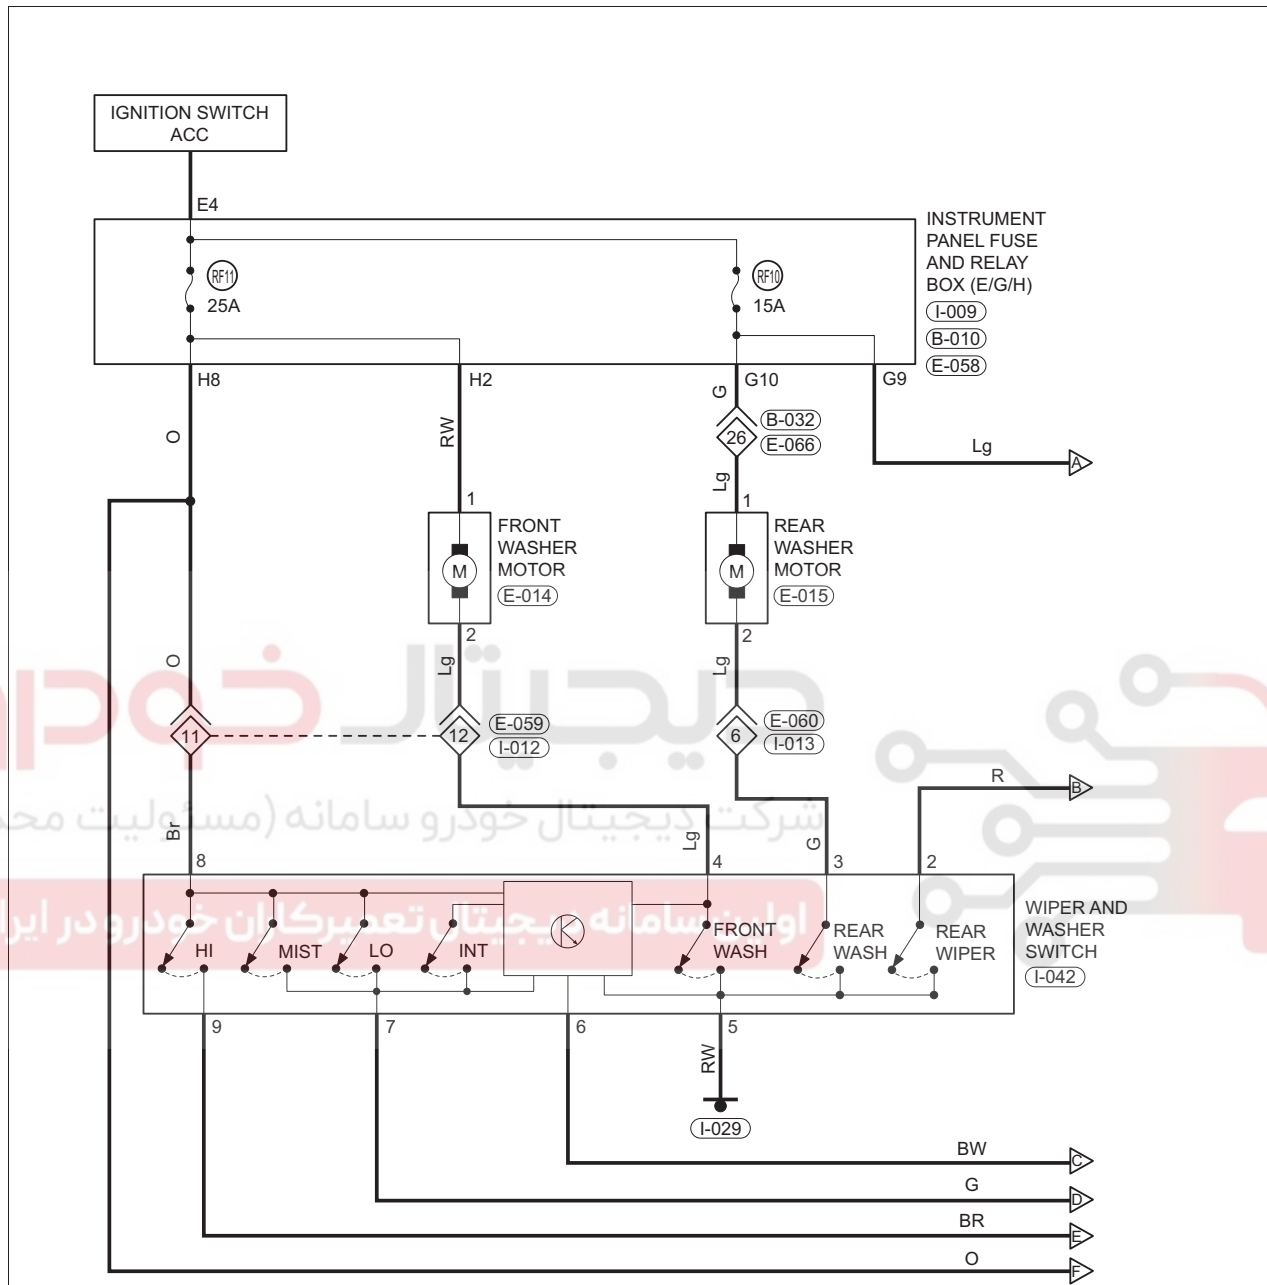 IGNITION SWITCH
ACC
E4
INSTRUMENT
PANEL FUSE
AND RELAY
BOX (E/G/H)
I-009
B-010
E-058
RF11
25A
RF10
15A
H8
H2
G10
G9
O
RW
G
26
B-032
E-066
Lg
A
Lg
1
FRONT
WASHER
MOTOR
E-014
M
2
1
REAR
WASHER
MOTOR
E-015
M
2
O
Lg
Lg
دیجیتال خودرو
11
12
E-059
I-012
6
E-060
I-013
R
B
شرکت دیجیتال خودرو سامانه (مسئولیت
Br
Lg
G
8
4
3
2
اولین سامانه دیجیتال تعمیرکاران خودرو در
HI
MIST
LO
INT
FRONT
WASH
REAR
WASH
REAR
WIPER
WIPER AND
WASHER
SWITCH
I-042
9
7
6
5
RW
I-029
BW
C
G
D
BR
E
O
F